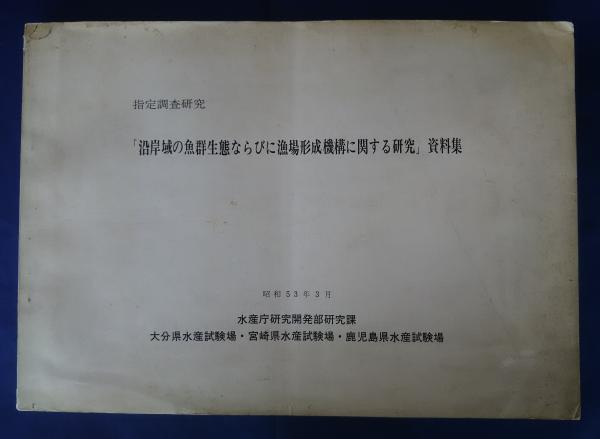 指定調査研究
「沿岸域の魚群生態ならびに漁場形成機構に関する研究」資料集
昭和53年3月
水産庁研究開発部研究課
大分県水産試験場・宮崎県水産試験場・鹿児島県水産試験場